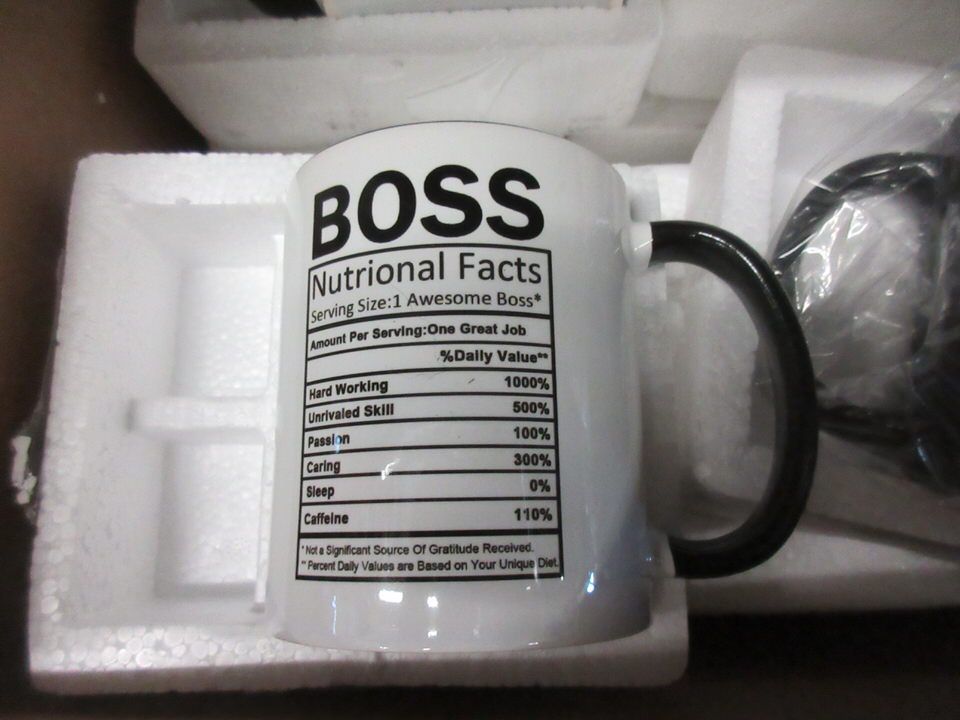 BOSS
Nutrional Facts
Serving Size:1 Awesome Boss*
Amount Per Serving:One Great Job
%Daily Value**
Hard Working 1000%
Unrivaled Skill 500%
Passion 100%
Caring 300%
Sleep 0%
Caffeine 110%
*Not a Significant Source Of Gratitude Received.
** Percent Daily Values are Based on Your Unique Diet.